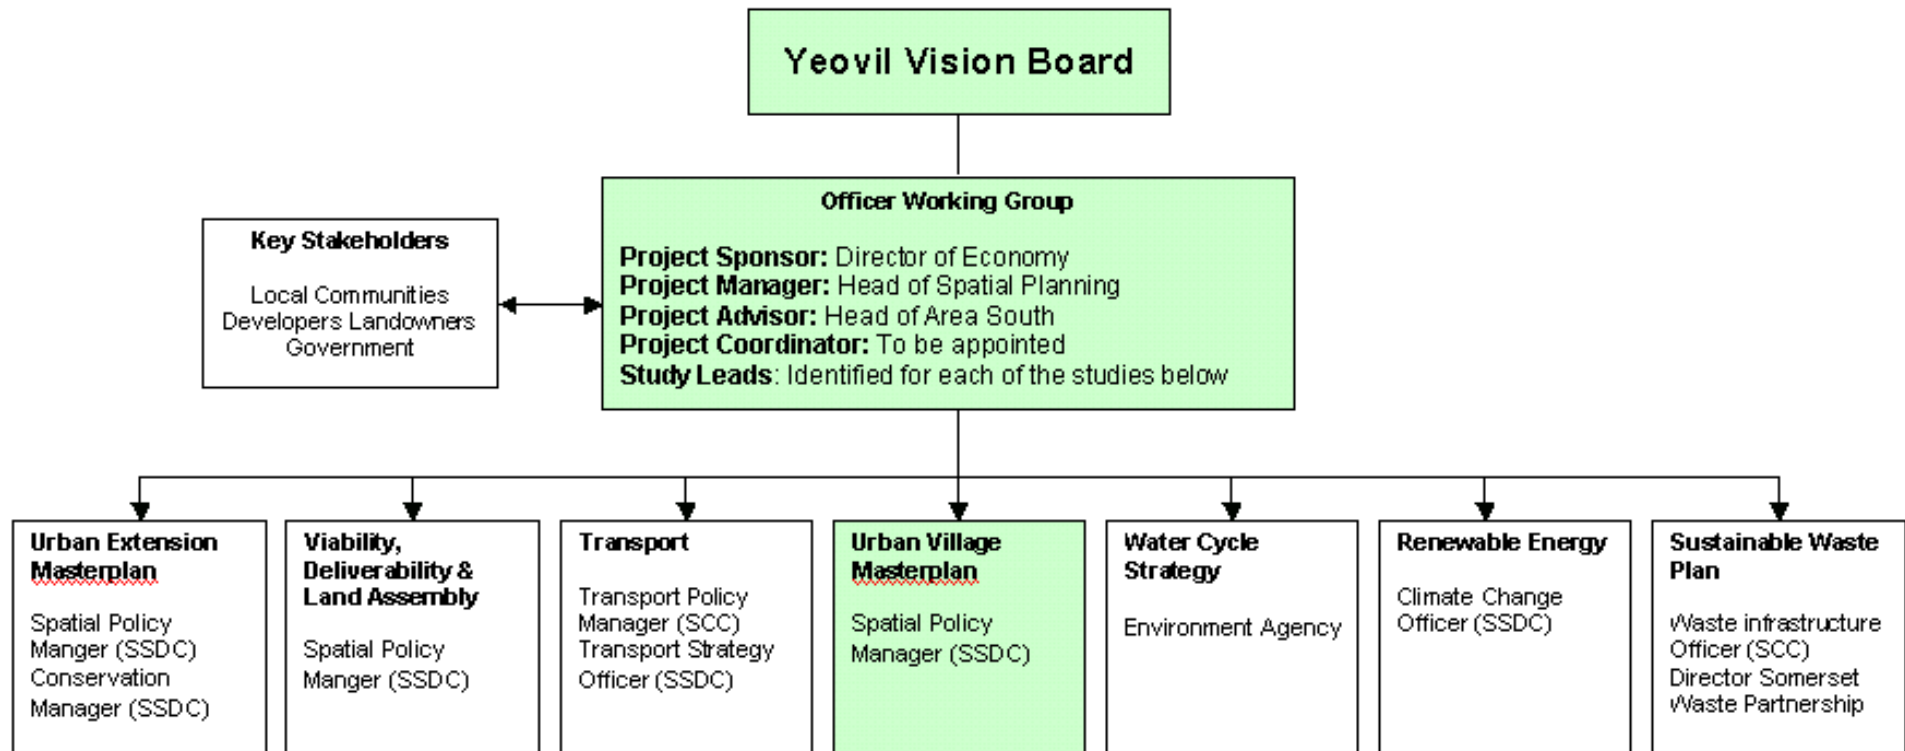 Yeovil Vision Board
Officer Working Group
Project Sponsor: Director of Economy
Project Manager: Head of Spatial Planning
Project Advisor: Head of Area South
Project Coordinator: To be appointed
Study Leads: Identified for each of the studies below
Key Stakeholders
Local Communities
Developers Landowners
Government
Urban Extension
Masterplan
Spatial Policy
Manger (SSDC)
Conservation
Manager (SSDC)
Viability,
Deliverability &
Land Assembly
Spatial Policy
Manger (SSDC)
Transport
Transport Policy
Manager (SCC)
Transport Strategy
Officer (SSDC)
Urban Village
Masterplan
Spatial Policy
Manager (SSDC)
Water Cycle
Strategy
Environment Agency
Renewable Energy
Climate Change
Officer (SSDC)
Sustainable Waste
Plan
Waste infrastructure
Officer (SCC)
Director Somerset
Waste Partnership